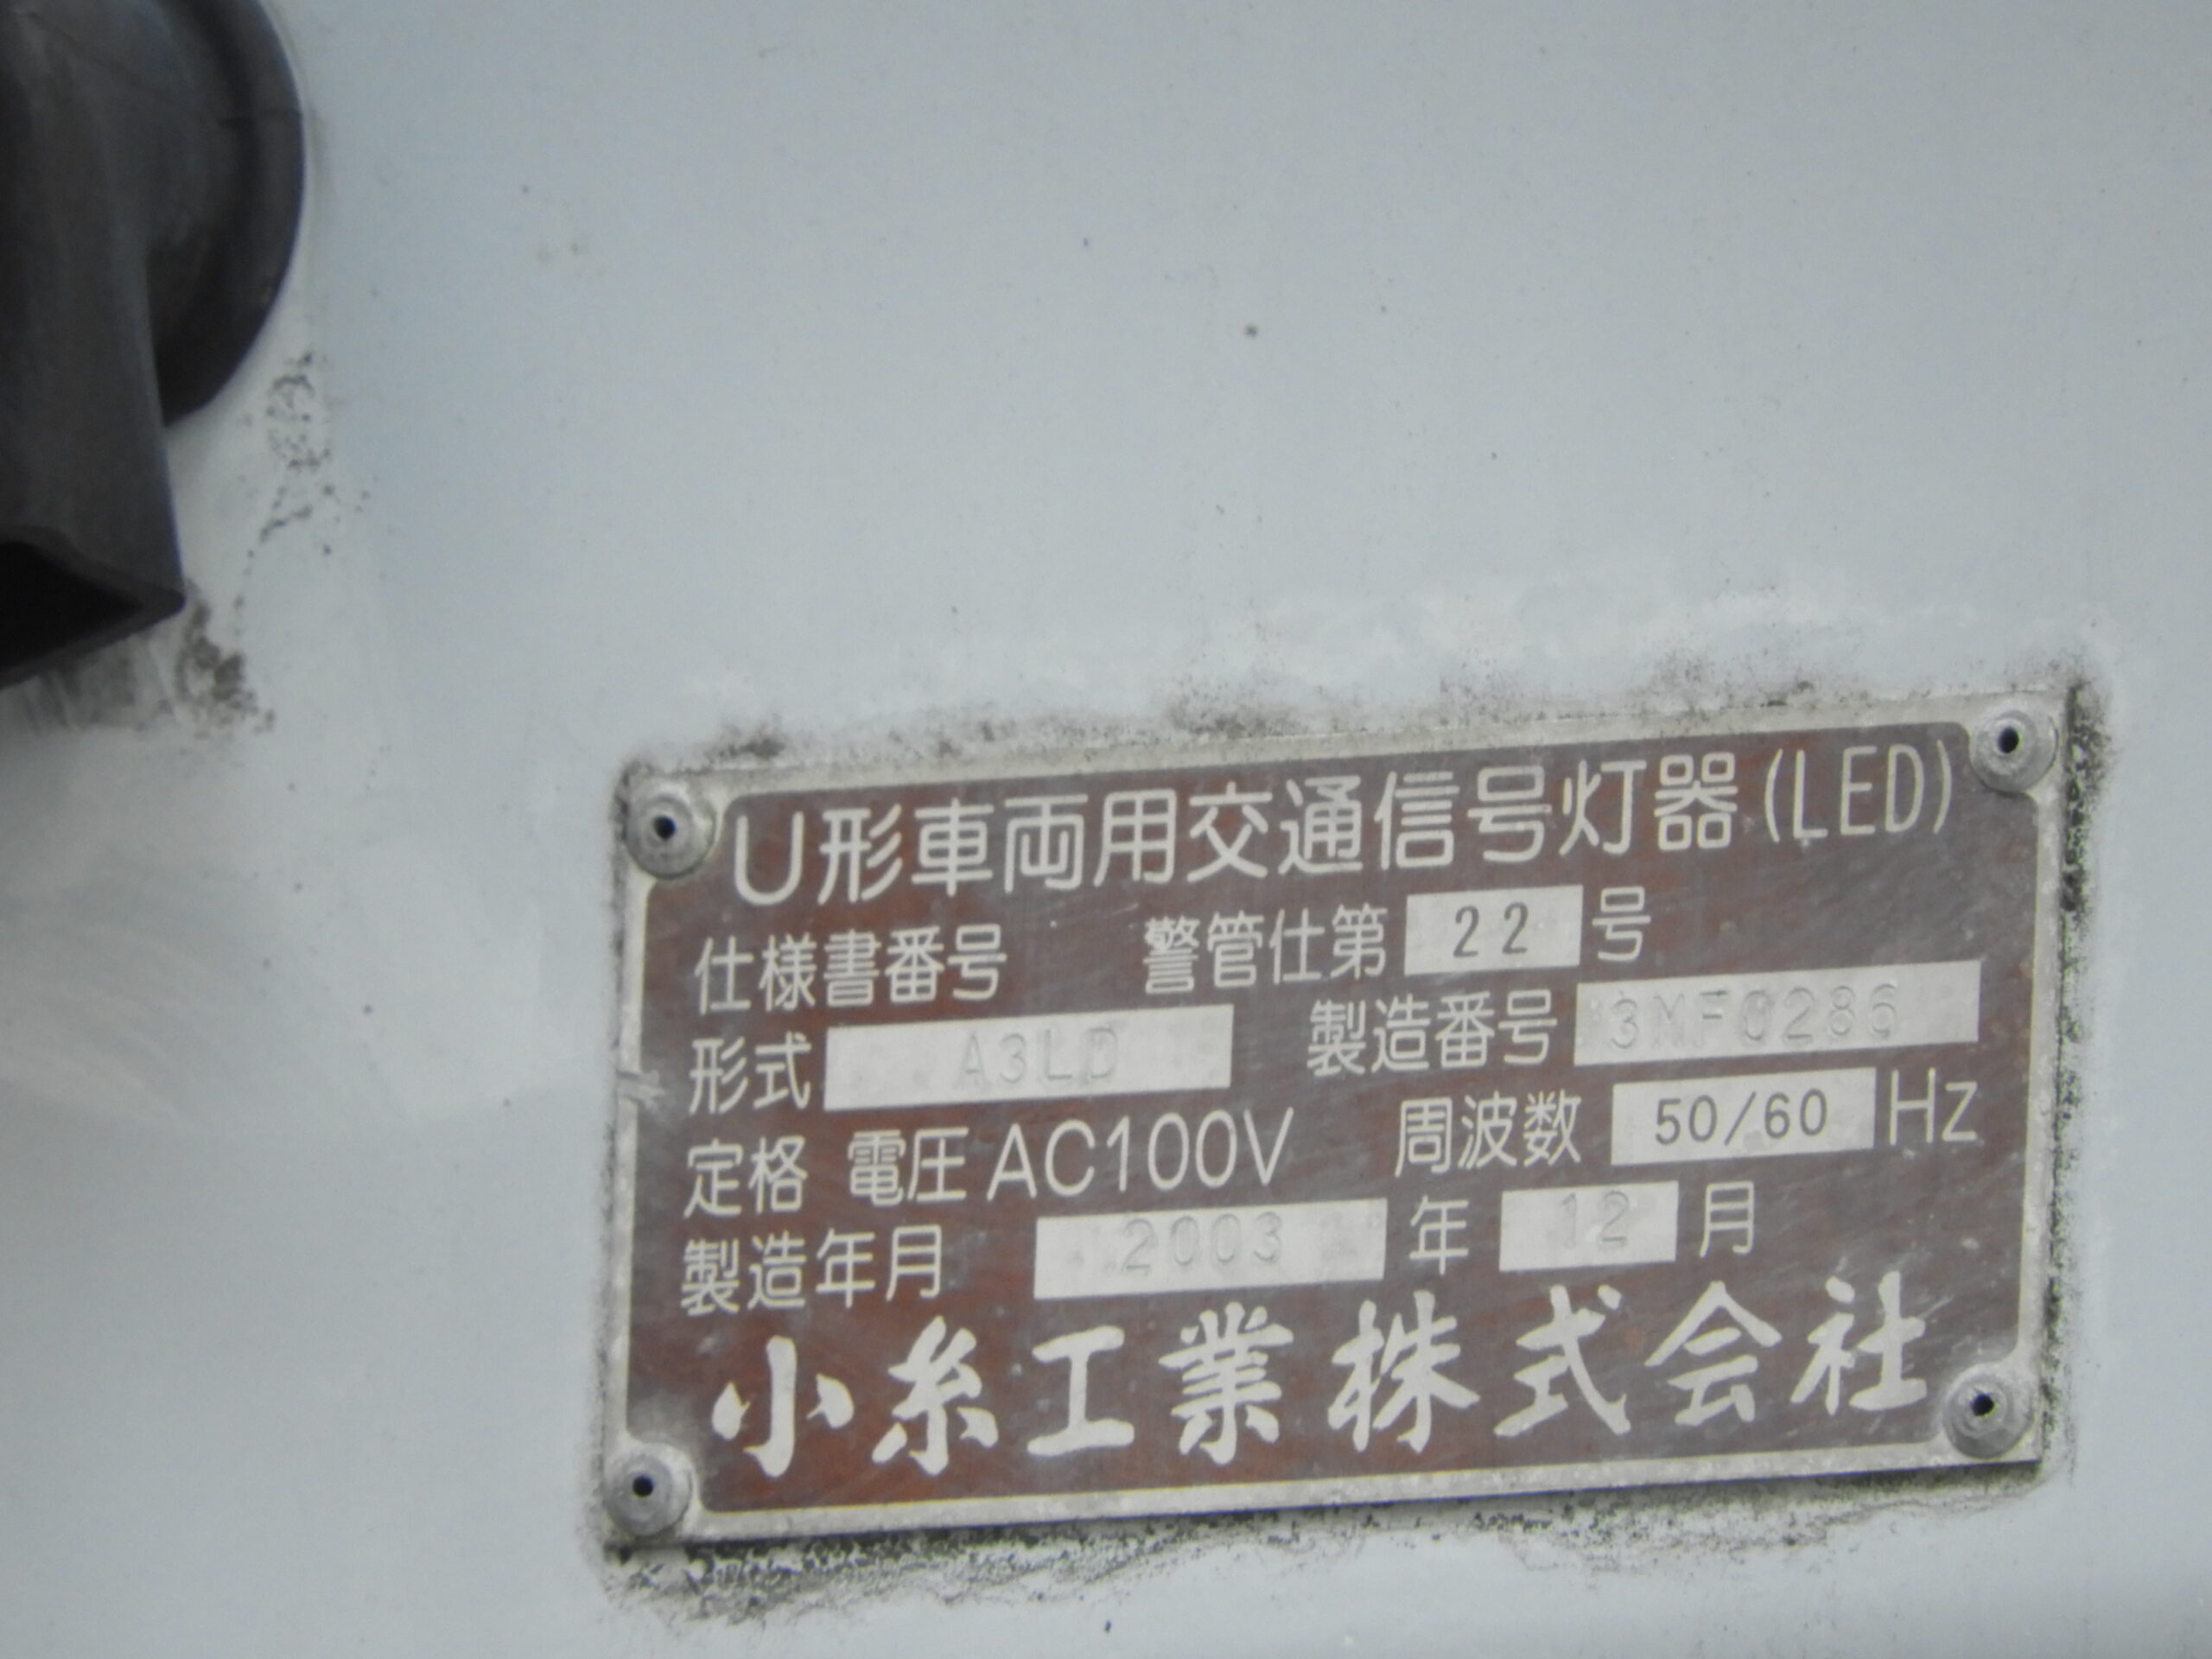 U形車両用交通信号灯器(LED)
仕様書番号 警管仕第 22 号
形式 A3LD 製造番号 3MF0286
定格 電圧 AC100V 周波数 50/60 Hz
製造年月 2003 年 12 月
小糸工業株式会社